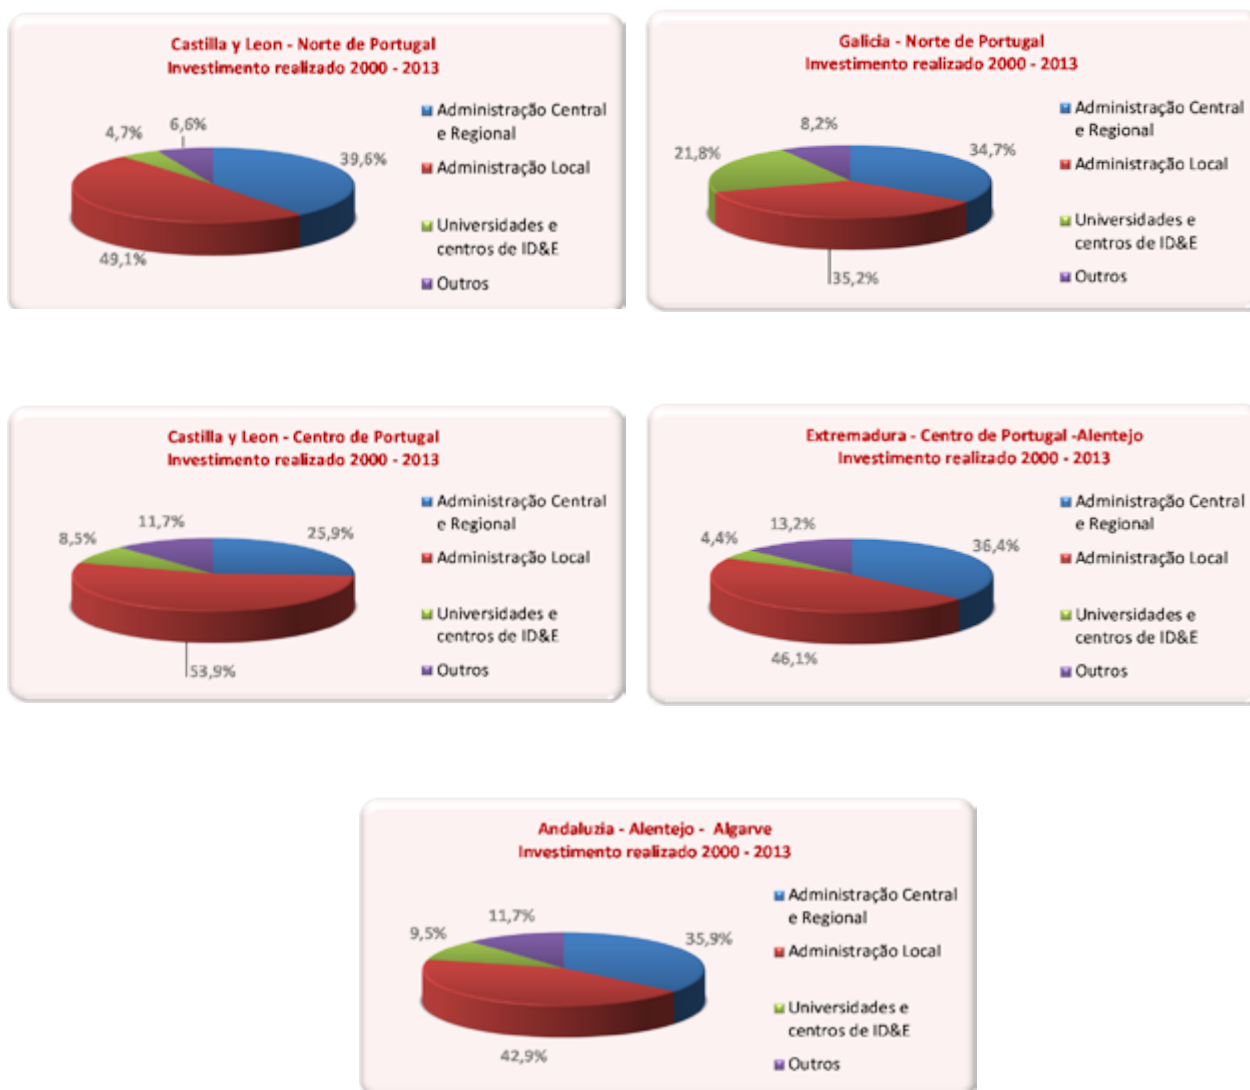 Castilla y Leon - Norte de Portugal
Investimento realizado 2000 - 2013
4,7%
6,6%
39,6%
49,1%
Administração Central
e Regional
Administração Local
Universidades e
centros de ID&E
Outros
Galicia - Norte de Portugal
Investimento realizado 2000 - 2013
21,8%
8,2%
34,7%
35,2%
Administração Central
e Regional
Administração Local
Universidades e
centros de ID&E
Outros
Castilla y Leon - Centro de Portugal
Investimento realizado 2000 - 2013
8,5%
11,7%
25,9%
53,9%
Administração Central
e Regional
Administração Local
Universidades e
centros de ID&E
Outros
Extremadura - Centro de Portugal -Alentejo
Investimento realizado 2000 - 2013
4,4%
13,2%
36,4%
46,1%
Administração Central
e Regional
Administração Local
Universidades e
centros de ID&E
Outros
Andaluzia - Alentejo - Algarve
Investimento realizado 2000 - 2013
9,5%
11,7%
35,9%
42,9%
Administração Central
e Regional
Administração Local
Universidades e
centros de ID&E
Outros